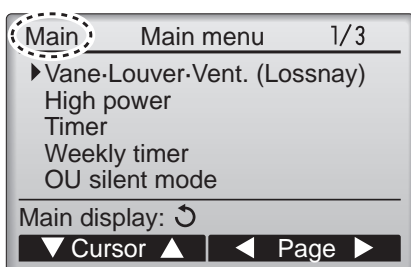 Main Main menu 1/3
Vane·Louver·Vent. (Lossnay)
High power
Timer
Weekly timer
OU silent mode
Main display:
Cursor Page